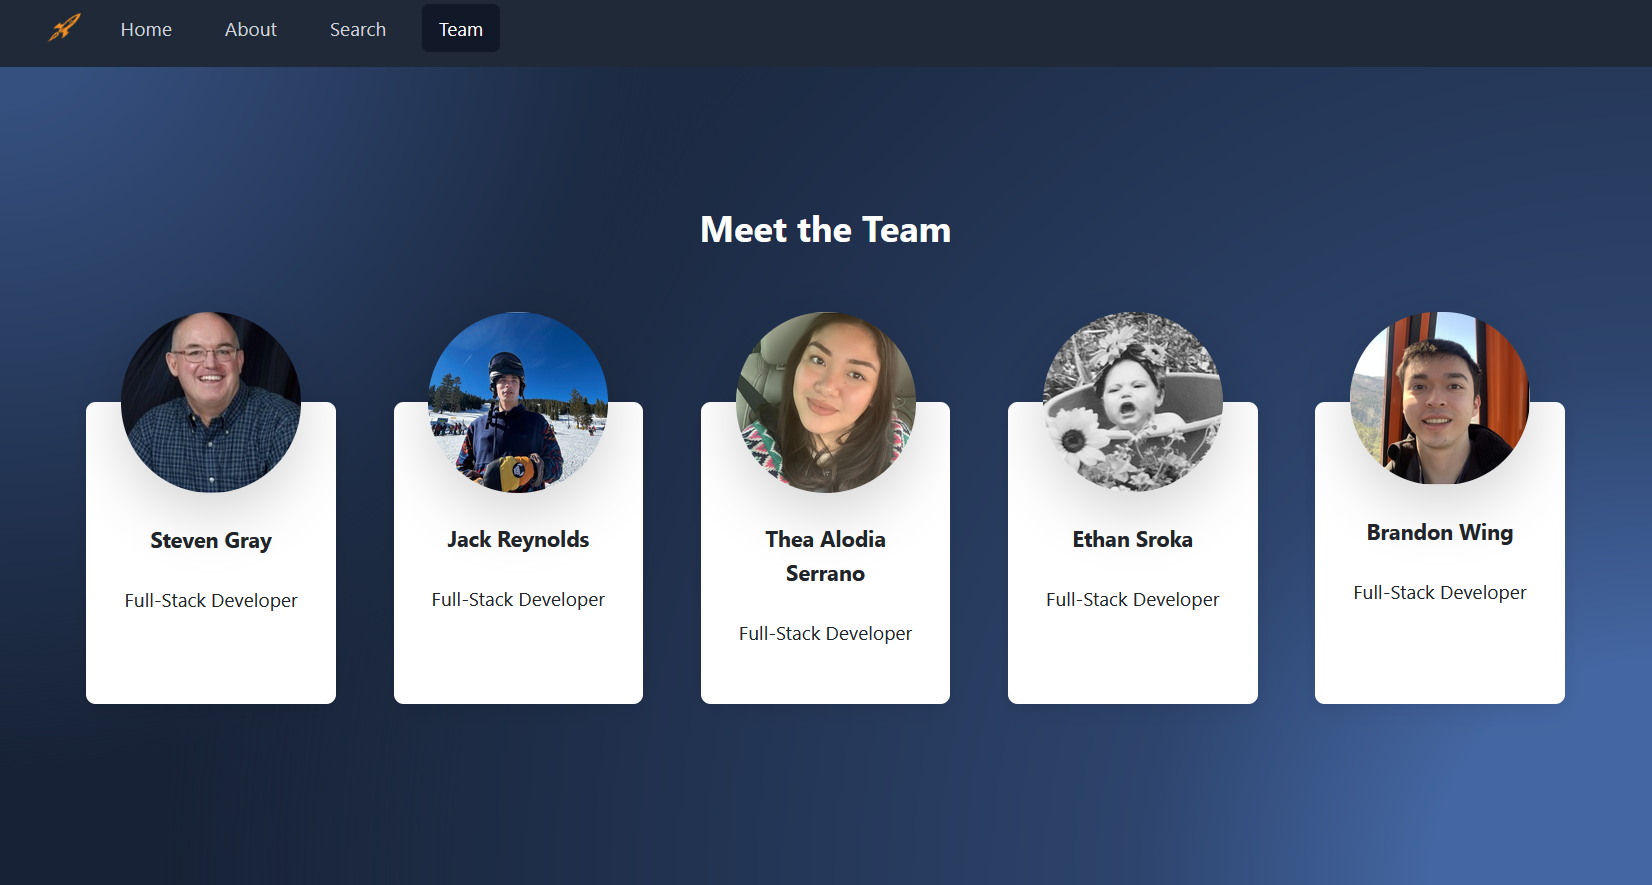 Home
About
Search
Team
Meet the Team
Steven Gray
Full-Stack Developer
Jack Reynolds
Full-Stack Developer
Thea Alodia
Serrano
Full-Stack Developer
Ethan Sroka
Full-Stack Developer
Brandon Wing
Full-Stack Developer